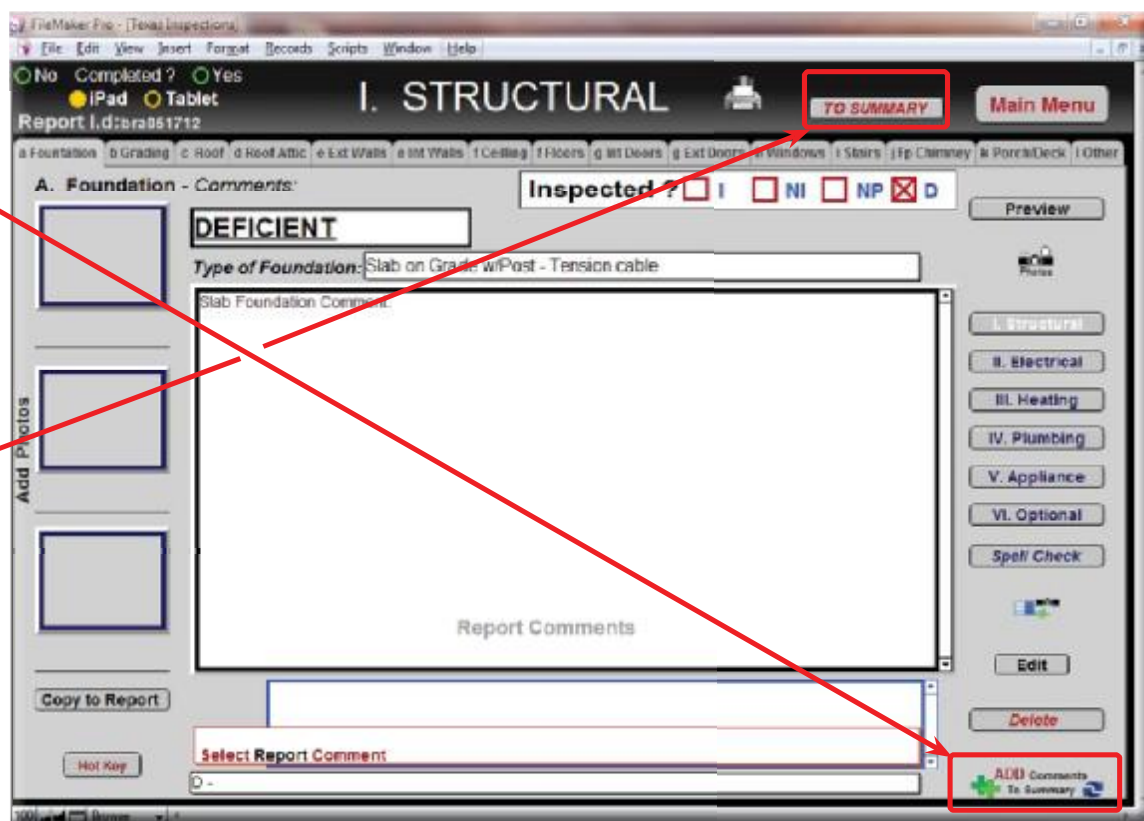 FileMaker Pro - [Texas Inspections]
File Edit View Insert Format Records Scripts Window Help
No Completed ? Yes
iPad Tablet
Report I.d:bra051712
I. STRUCTURAL
TO SUMMARY
Main Menu
a Foundation b Grading c Roof d Roof Attic e Ext Walls e Int Walls f Ceiling f Floors g Int Doors g Ext Doors h Windows i Stairs j Fp Chimney k Porch/Deck l Other
A. Foundation - Comments:
Inspected ? I NI NP D
Preview
DEFICIENT
Type of Foundation: Slab on Grade w/Post - Tension cable
Photos
Slab Foundation Comment:
I. Structural
II. Electrical
III. Heating
IV. Plumbing
V. Appliance
VI. Optional
Spell Check
Add Photos
Report Comments
Edit
Copy to Report
Delete
Select Report Comment
Hot Key
D -
ADD Comments
To Summary
100 Browse